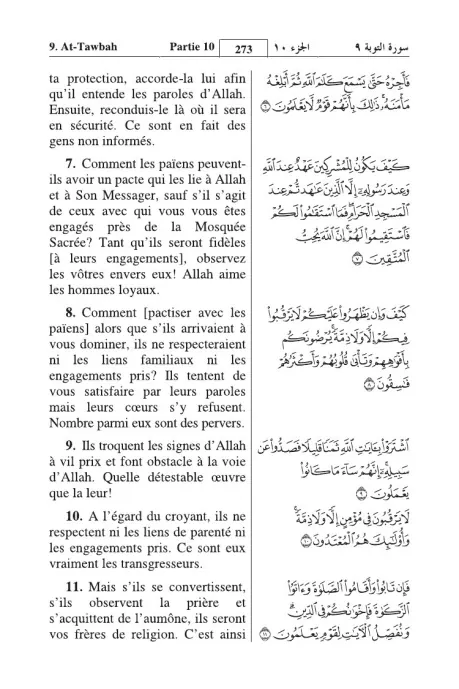 9. At-Tawbah Partie 10 273 الجزء ١٠ سورة التوبة ٩
ta protection, accorde-la lui afin
qu’il entende les paroles d’Allah.
Ensuite, reconduis-le là où il sera
en sécurité. Ce sont en fait des
gens non informés.
7. Comment les païens peuvent-
ils avoir un pacte qui les lie à Allah
et à Son Messager, sauf s’il s’agit
de ceux avec qui vous vous êtes
engagés près de la Mosquée
Sacrée? Tant qu’ils seront fidèles
[à leurs engagements], observez
les vôtres envers eux! Allah aime
les hommes loyaux.
8. Comment [pactiser avec les
païens] alors que s’ils arrivaient à
vous dominer, ils ne respecteraient
ni les liens familiaux ni les
engagements pris? Ils tentent de
vous satisfaire par leurs paroles
mais leurs cœurs s’y refusent.
Nombre parmi eux sont des pervers.
9. Ils troquent les signes d’Allah
à vil prix et font obstacle à la voie
d’Allah. Quelle détestable œuvre
que la leur!
10. A l’égard du croyant, ils ne
respectent ni les liens de parenté ni
les engagements pris. Ce sont eux
vraiment les transgresseurs.
11. Mais s’ils se convertissent,
s’ils observent la prière et
s’acquittent de l’aumône, ils seront
vos frères de religion. C’est ainsi
فَأَجِرْهُ حَتَّىٰ يَسْمَعَ كَلَٰمَ ٱللَّهِ ثُمَّ أَبْلِغْهُ
مَأْمَنَهُۥ ذَٰلِكَ بِأَنَّهُمْ قَوْمٌ لَّا يَعْلَمُونَ ٦
كَيْفَ يَكُونُ لِلْمُشْرِكِينَ عَهْدٌ عِندَ ٱللَّهِ
وَعِندَ رَسُولِهِۦٓ إِلَّا ٱلَّذِينَ عَٰهَدتُّمْ عِندَ
ٱلْمَسْجِدِ ٱلْحَرَامِ فَمَا ٱسْتَقَٰمُوا۟ لَكُمْ
فَٱسْتَقِيمُوا۟ لَهُمْ إِنَّ ٱللَّهَ يُحِبُّ
ٱلْمُتَّقِينَ ٧
كَيْفَ وَإِن يَظْهَرُوا۟ عَلَيْكُمْ لَا يَرْقُبُوا۟
فِيكُمْ إِلًّا وَلَا ذِمَّةً يُرْضُونَكُم
بِأَفْوَٰهِهِمْ وَتَأْبَىٰ قُلُوبُهُمْ وَأَكْثَرُهُمْ
فَٰسِقُونَ ٨
ٱشْتَرَوْا۟ بِـَٔايَٰتِ ٱللَّهِ ثَمَنًا قَلِيلًا فَصَدُّوا۟ عَن
سَبِيلِهِۦٓ إِنَّهُمْ سَآءَ مَا كَانُوا۟
يَعْمَلُونَ ٩
لَا يَرْقُبُونَ فِى مُؤْمِنٍ إِلًّا وَلَا ذِمَّةً
وَأُو۟لَٰٓئِكَ هُمُ ٱلْمُعْتَدُونَ ١٠
فَإِن تَابُوا۟ وَأَقَامُوا۟ ٱلصَّلَوٰةَ وَءَاتَوُا۟
ٱلزَّكَوٰةَ فَإِخْوَٰنُكُمْ فِى ٱلدِّينِ
وَنُفَصِّلُ ٱلْـَٔايَٰتِ لِقَوْمٍ يَعْلَمُونَ ١١